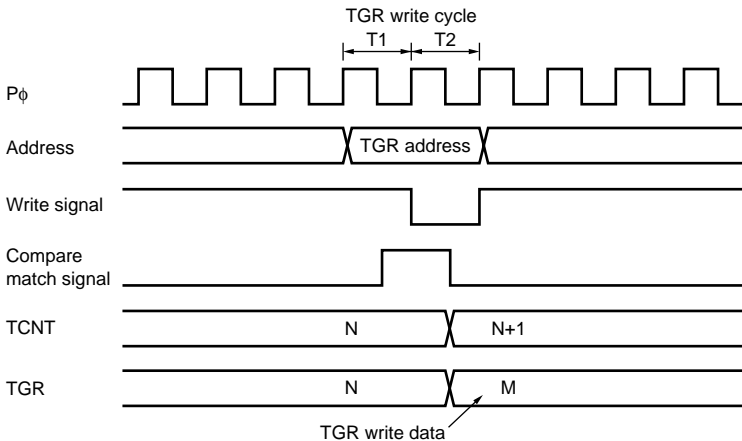 TGR write cycle
T1 T2
Pϕ
Address TGR address
Write signal
Compare
match signal
TCNT N N+1
TGR N M
TGR write data